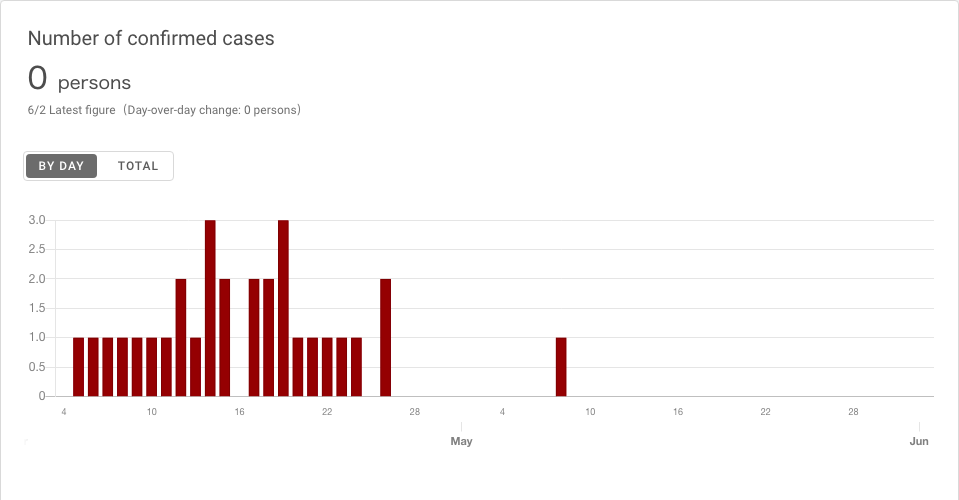 Number of confirmed cases
0 persons
6/2 Latest figure（Day-over-day change: 0 persons）
BY DAY TOTAL
3.0
2.5
2.0
1.5
1.0
0.5
0
4 10 16 22 28 4 10 16 22 28
May Jun